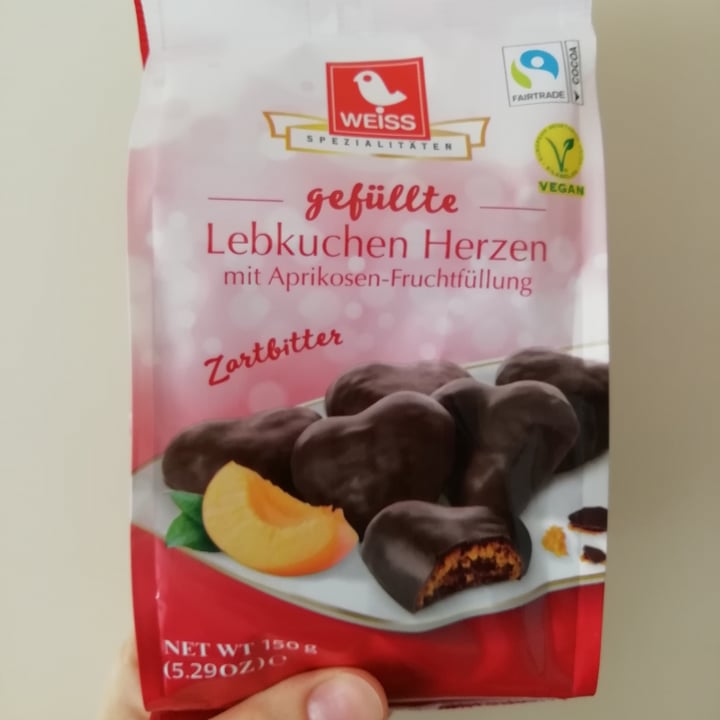 WEISS
SPEZIALITÄTEN
FAIRTRADE
COCOA
VEGAN
gefüllte
Lebkuchen Herzen
mit Aprikosen-Fruchtfüllung
Zartbitter
NET WT 150 g
(5.29OZ) e